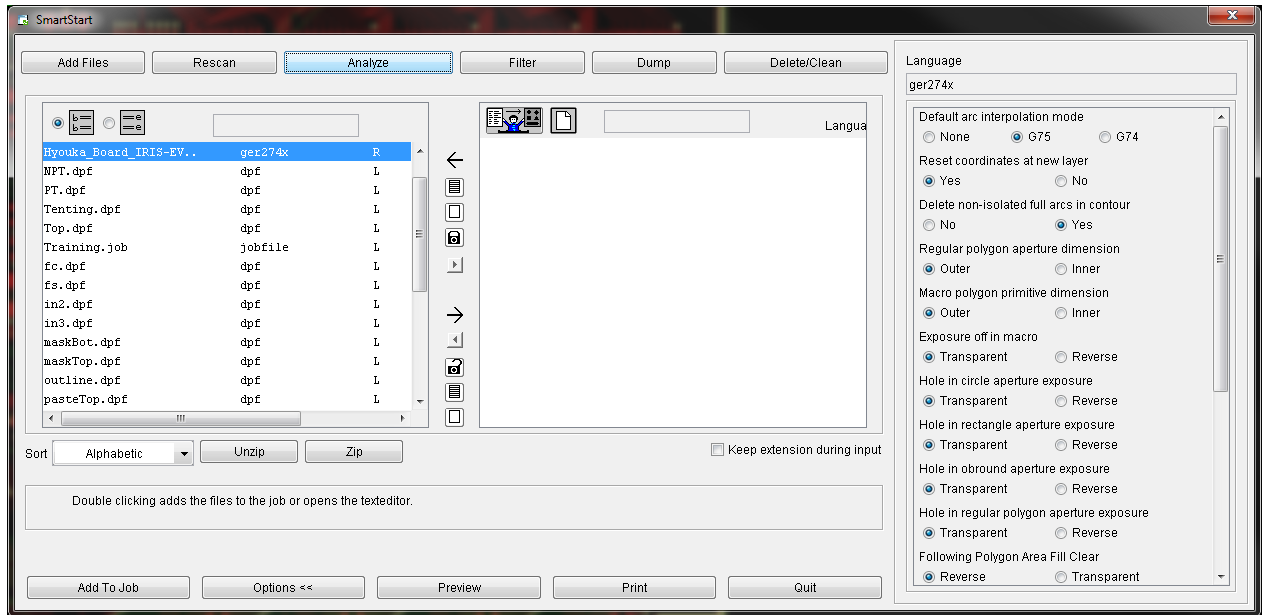 SmartStart
Add Files Rescan Analyze Filter Dump Delete/Clean
Langua
Hyouka_Board_IRIS-EV.. ger274x R
NPT.dpf dpf L
PT.dpf dpf L
Tenting.dpf dpf L
Top.dpf dpf L
Training.job jobfile L
fc.dpf dpf L
fs.dpf dpf L
in2.dpf dpf L
in3.dpf dpf L
maskBot.dpf dpf L
maskTop.dpf dpf L
outline.dpf dpf L
pasteTop.dpf dpf L
Sort Alphabetic Unzip Zip
Keep extension during input
Double clicking adds the files to the job or opens the texteditor.
Add To Job Options << Preview Print Quit
Language
ger274x
Default arc interpolation mode
None G75 G74
Reset coordinates at new layer
Yes No
Delete non-isolated full arcs in contour
No Yes
Regular polygon aperture dimension
Outer Inner
Macro polygon primitive dimension
Outer Inner
Exposure off in macro
Transparent Reverse
Hole in circle aperture exposure
Transparent Reverse
Hole in rectangle aperture exposure
Transparent Reverse
Hole in obround aperture exposure
Transparent Reverse
Hole in regular polygon aperture exposure
Transparent Reverse
Following Polygon Area Fill Clear
Reverse Transparent